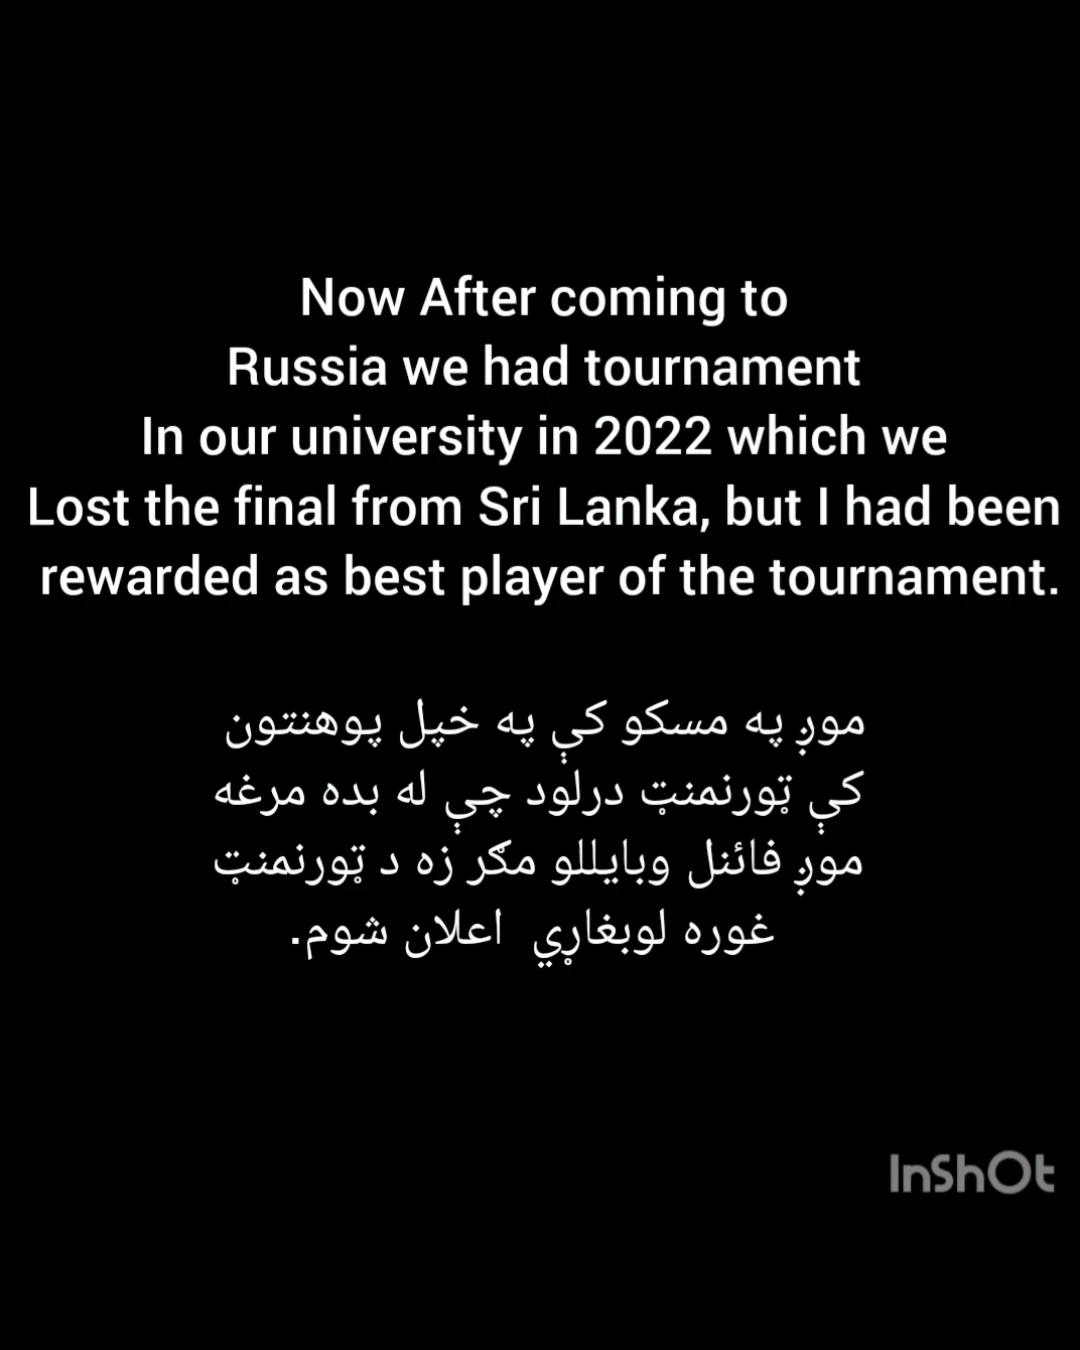 Now After coming to
Russia we had tournament
In our university in 2022 which we
Lost the final from Sri Lanka, but I had been
rewarded as best player of the tournament.
موږ په مسکو کې په خپل پوهنتون
کې ټورنمنټ درلود چې له بده مرغه
موږ فائنل وبایللو مګر زه د ټورنمنټ
غوره لوبغاړي اعلان شوم.
InShOt